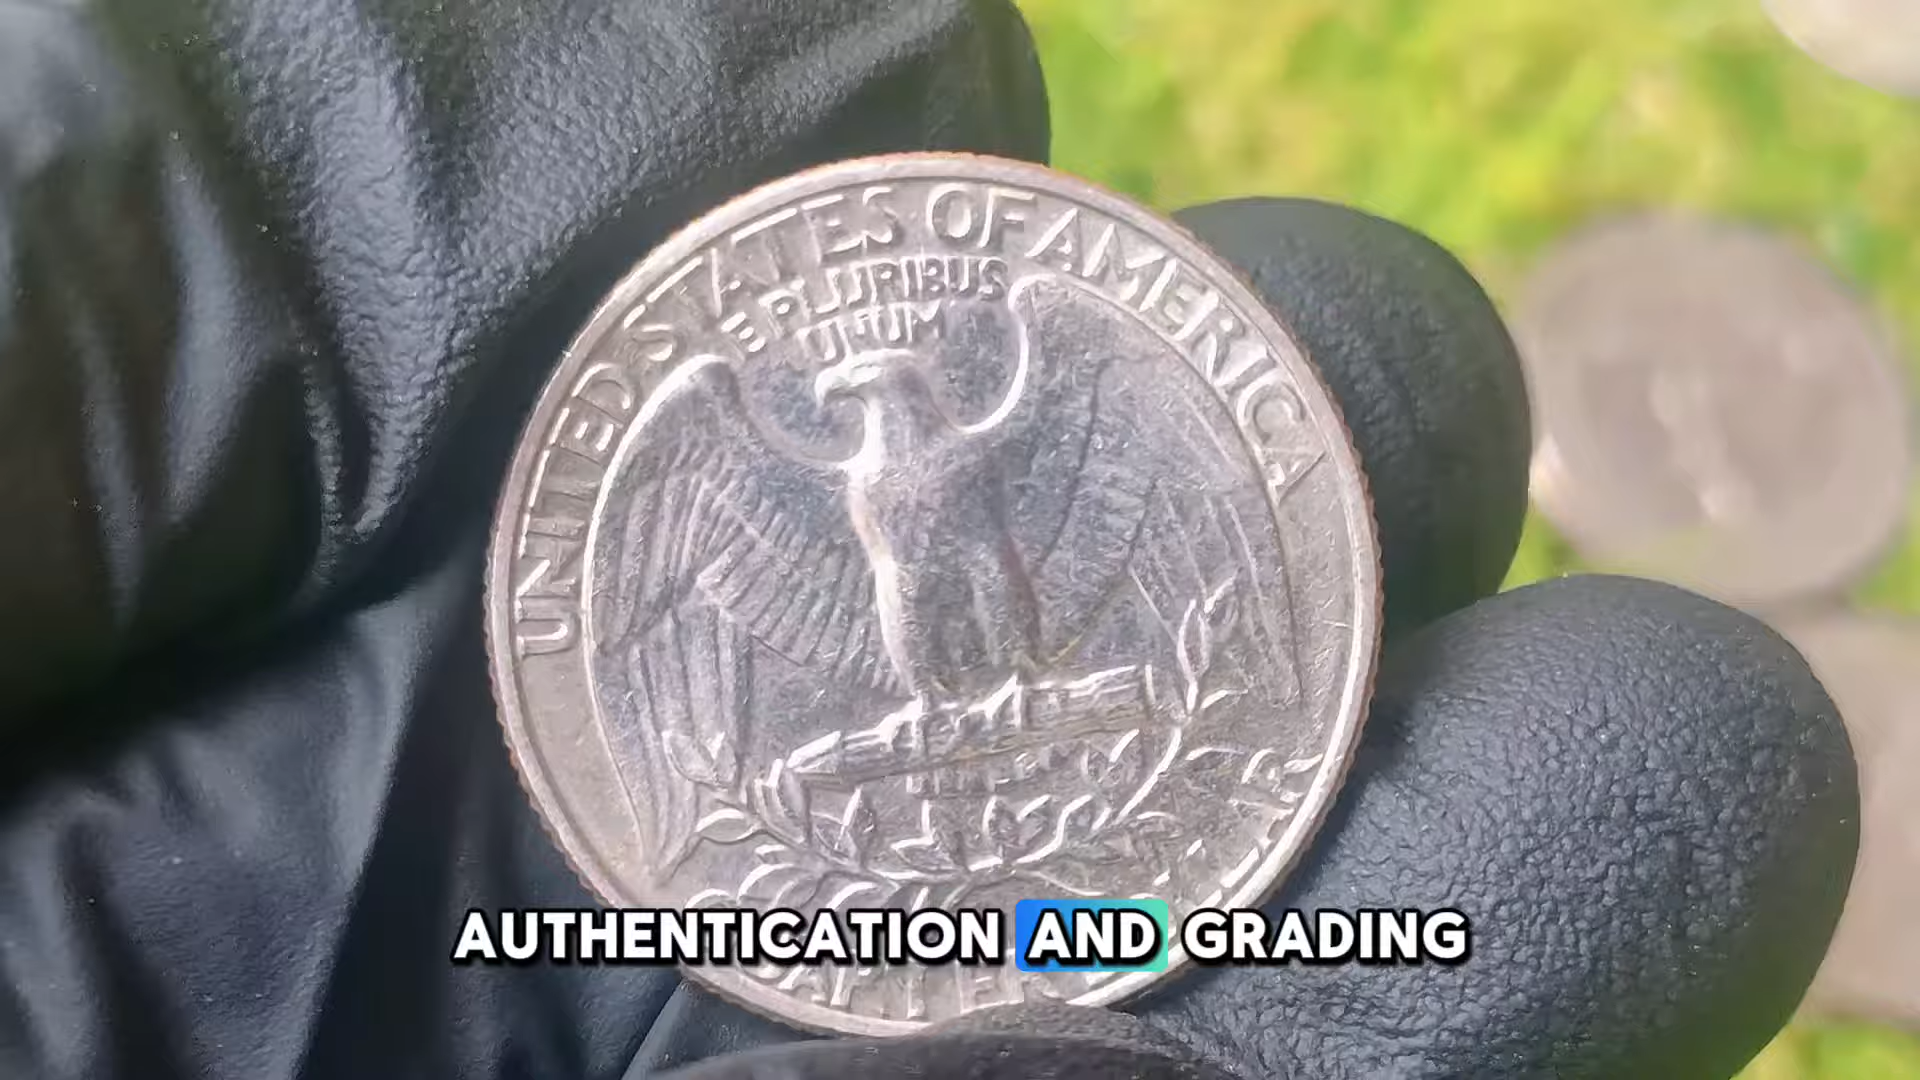 UNITED STATES OF AMERICA
E PLURIBUS
UNUM
AUTHENTICATION AND GRADING